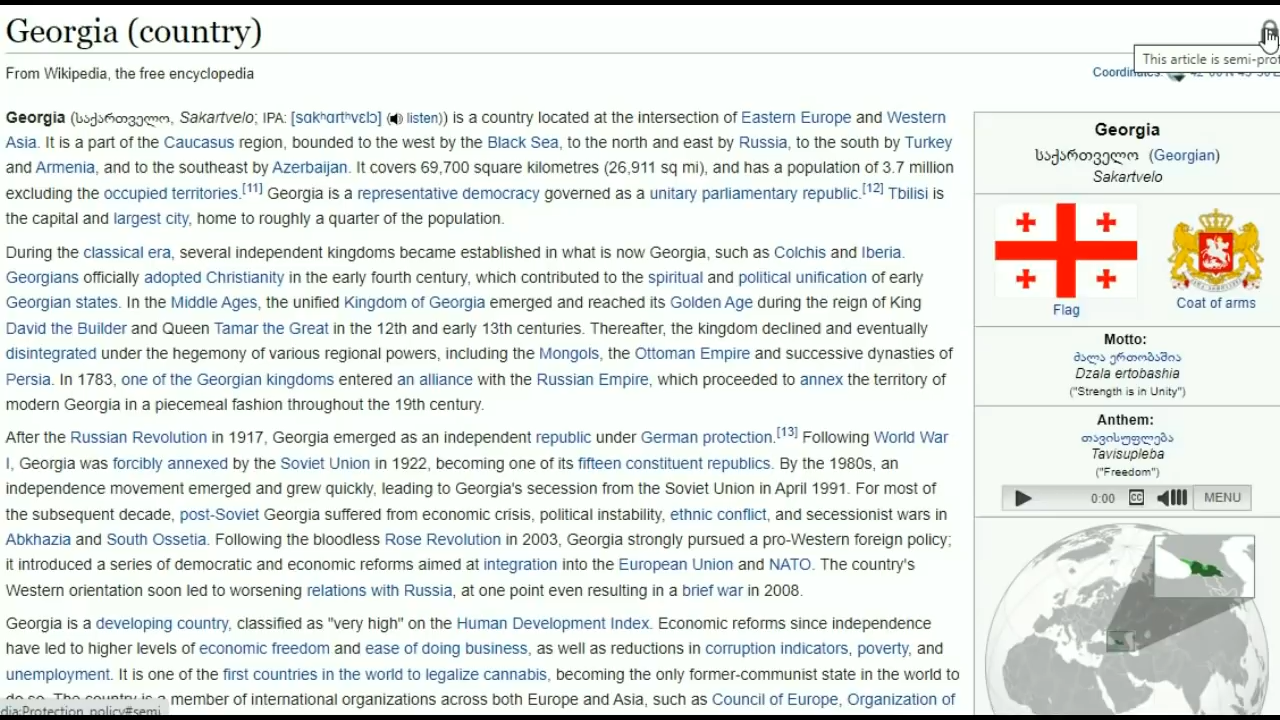 Georgia (country)
This article is semi-prot
From Wikipedia, the free encyclopedia
Coordinates:
Georgia (საქართველო, Sakartvelo; IPA: [sɑkʰɑrtʰvɛlɔ] ( listen)) is a country located at the intersection of Eastern Europe and Western
Asia. It is a part of the Caucasus region, bounded to the west by the Black Sea, to the north and east by Russia, to the south by Turkey
and Armenia, and to the southeast by Azerbaijan. It covers 69,700 square kilometres (26,911 sq mi), and has a population of 3.7 million
excluding the occupied territories.[11] Georgia is a representative democracy governed as a unitary parliamentary republic.[12] Tbilisi is
the capital and largest city, home to roughly a quarter of the population.
During the classical era, several independent kingdoms became established in what is now Georgia, such as Colchis and Iberia.
Georgians officially adopted Christianity in the early fourth century, which contributed to the spiritual and political unification of early
Georgian states. In the Middle Ages, the unified Kingdom of Georgia emerged and reached its Golden Age during the reign of King
David the Builder and Queen Tamar the Great in the 12th and early 13th centuries. Thereafter, the kingdom declined and eventually
disintegrated under the hegemony of various regional powers, including the Mongols, the Ottoman Empire and successive dynasties of
Persia. In 1783, one of the Georgian kingdoms entered an alliance with the Russian Empire, which proceeded to annex the territory of
modern Georgia in a piecemeal fashion throughout the 19th century.
After the Russian Revolution in 1917, Georgia emerged as an independent republic under German protection.[13] Following World War
I, Georgia was forcibly annexed by the Soviet Union in 1922, becoming one of its fifteen constituent republics. By the 1980s, an
independence movement emerged and grew quickly, leading to Georgia's secession from the Soviet Union in April 1991. For most of
the subsequent decade, post-Soviet Georgia suffered from economic crisis, political instability, ethnic conflict, and secessionist wars in
Abkhazia and South Ossetia. Following the bloodless Rose Revolution in 2003, Georgia strongly pursued a pro-Western foreign policy;
it introduced a series of democratic and economic reforms aimed at integration into the European Union and NATO. The country's
Western orientation soon led to worsening relations with Russia, at one point even resulting in a brief war in 2008.
Georgia is a developing country, classified as "very high" on the Human Development Index. Economic reforms since independence
have led to higher levels of economic freedom and ease of doing business, as well as reductions in corruption indicators, poverty, and
unemployment. It is one of the first countries in the world to legalize cannabis, becoming the only former-communist state in the world to
do so. The country is a member of international organizations across both Europe and Asia, such as Council of Europe, Organization of
dia:Protection_policy#semi
Georgia
საქართველო (Georgian)
Sakartvelo
Flag
Coat of arms
Motto:
ძალა ერთობაშია
Dzala ertobashia
("Strength is in Unity")
Anthem:
თავისუფლება
Tavisupleba
("Freedom")
0:00 CC MENU